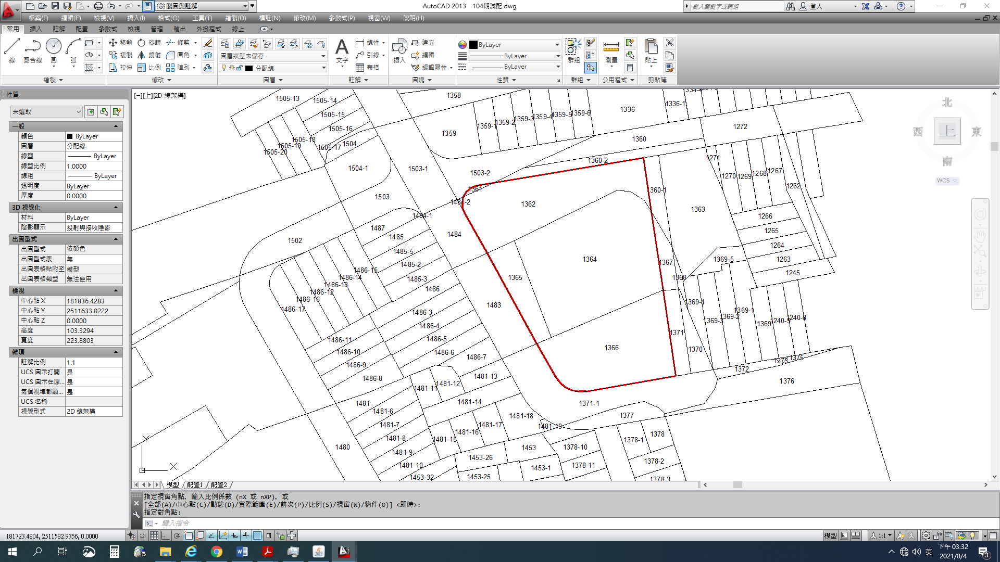 製圖與註解
AutoCAD 2013 104期試配.dwg
鍵入關鍵字或詞組
登入
檔案(F) 編輯(E) 檢視(V) 插入(I) 格式(O) 工具(T) 繪製(D) 標註(N) 修改(M) 參數式(P) 視窗(W) 說明(H)
常用 插入 註解 配置 參數式 檢視 管理 輸出 外掛程式 線上
線 聚合線 圓 弧
移動 旋轉 修剪
複製 鏡射 圓角
拉伸 比例 陣列
圖層狀態未儲存
分配線
文字
線性
引線
表格
插入
建立
編輯
編輯屬性
ByLayer
ByLayer
ByLayer
群組
測量
貼上
繪製 修改 圖層 註解 圖塊 性質 群組 公用程式 剪貼簿
性質
未選取
一般
顏色 ByLayer
圖層 分配線
線型 ByLayer
線型比例 1.0000
線粗 ByLayer
透明度 ByLayer
厚度 0.0000
3D 視覺化
材料 ByLayer
陰影顯示 投射與接收陰影
出圖型式
出圖型式 依顏色
出圖型式表 無
出圖表格貼附至 模型
出圖表格類型 無法使用
檢視
中心點 X 181836.4283
中心點 Y 2511633.0222
中心點 Z 0.0000
高度 103.3294
寬度 223.8803
雜項
註解比例 1:1
UCS 圖示打開 是
UCS 圖示在原... 是
每個視埠都顯... 是
UCS 名稱
視覺型式 2D 線架構
[−][上][2D 線架構]
北
西 上 東
南
WCS
1505-13
1505-14
1505-15
1505-16
1505-18
1505-19
1505-20
1505-17
1504
1504-1
1503-1
1503-2
1503
1502
1358
1359
1359-1
1359-2
1359-3
1359-4
1359-5
1359-6
1336
1336-1
1272
1360
1360-2
1271
1270
1269
1268
1267
1262
1361
1484-2
1484-1
1362
1360-1
1363
1266
1265
1264
1263
1245
1487
1485
1485-5
1485-2
1485-3
1486
1484
1364
1365
1367
1368
1369-5
1486-15
1486-14
1486-13
1486-12
1486-16
1486-17
1486-3
1486-4
1486-5
1486-6
1486-7
1483
1369-4
1369-3
1369-2
1369-1
1369
1240-9
1240-8
1371
1370
1366
1486-11
1486-10
1486-9
1486-8
1481-13
1481-12
1481-11
1481-14
1372
1373
1375
1376
1481
1481-6
1481-7
1481-8
1481-9
1481-10
1481-18
1481-17
1481-16
1481-15
1481-19
1371-1
1377
1480
1453
1453-26
1453-25
1453-32
1453-1
1378-10
1378-11
1378-1
1378
1378-2
1378-3
Y
X
模型 配置1 配置2
指定視窗角點, 輸入比例係數 (nX 或 nXP), 或
[全部(A)/中心點(C)/動態(D)/實際範圍(E)/前次(P)/比例(S)/視窗(W)/物件(O)] <即時>:
指定對角點:
鍵入指令
181723.4804, 2511582.9356, 0.0000
模型
1:1
英
下午 03:32
2021/8/4
3